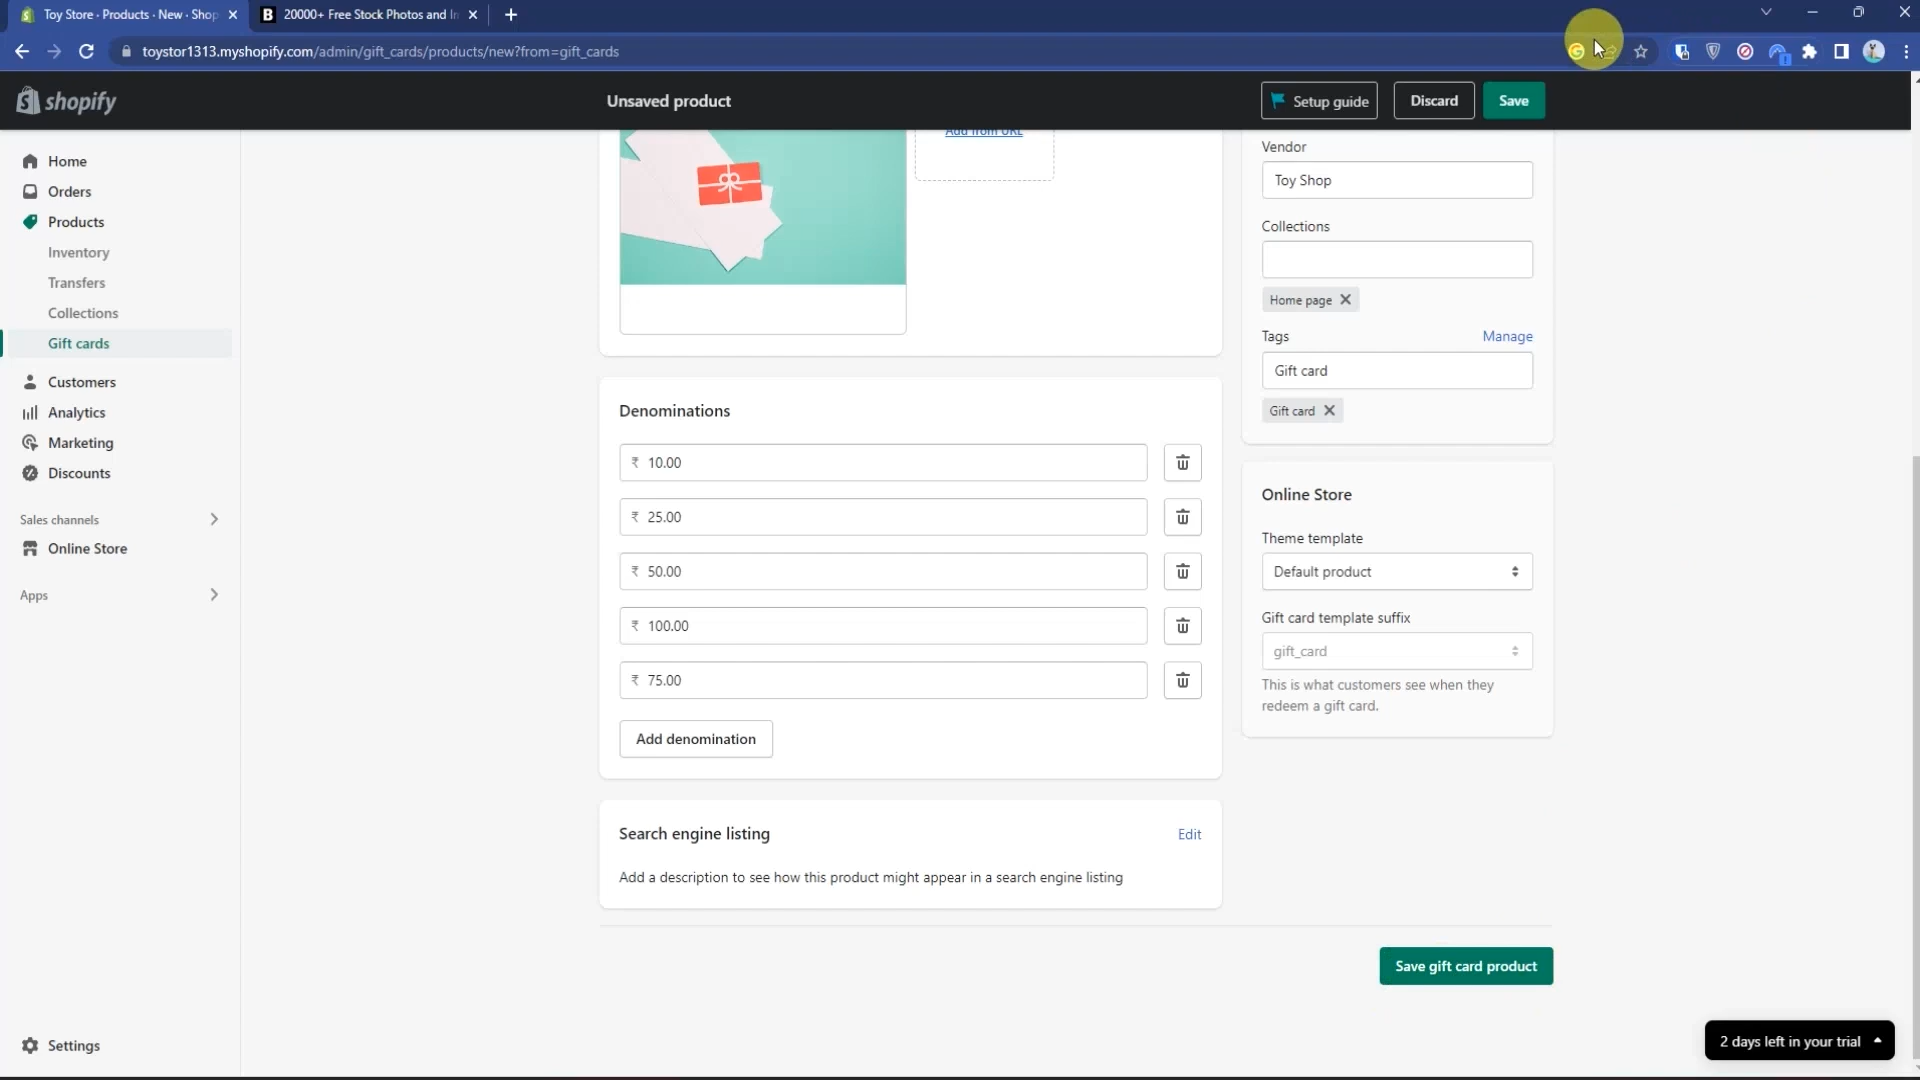 Toy Store · Products · New · Shop
20000+ Free Stock Photos and I
toystor1313.myshopify.com/admin/gift_cards/products/new?from=gift_cards
shopify
Unsaved product
Setup guide
Discard
Save
Home
Orders
Products
Inventory
Transfers
Collections
Gift cards
Customers
Analytics
Marketing
Discounts
Sales channels
Online Store
Apps
Settings
Add from URL
Denominations
₹ 10.00
₹ 25.00
₹ 50.00
₹ 100.00
₹ 75.00
Add denomination
Search engine listing
Edit
Add a description to see how this product might appear in a search engine listing
Vendor
Toy Shop
Collections
Home page
Tags
Manage
Gift card
Gift card
Online Store
Theme template
Default product
Gift card template suffix
gift_card
This is what customers see when they
redeem a gift card.
Save gift card product
2 days left in your trial